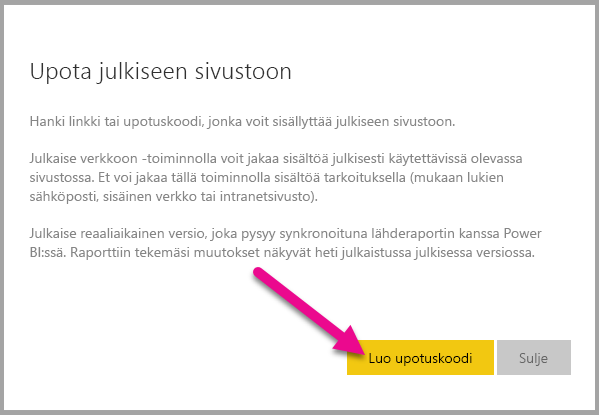 Upota julkiseen sivustoon
Hanki linkki tai upotuskoodi, jonka voit sisällyttää julkiseen sivustoon.
Julkaise verkkoon -toiminnolla voit jakaa sisältöä julkisesti käytettävissä olevassa
sivustossa. Et voi jakaa tällä toiminnolla sisältöä tarkoituksella (mukaan lukien
sähköposti, sisäinen verkko tai intranetsivusto).
Julkaise reaaliaikainen versio, joka pysyy synkronoituna lähderaportin kanssa Power
BI:ssä. Raporttiin tekemäsi muutokset näkyvät heti julkaistussa julkisessa versiossa.
Luo upotuskoodi
Sulje